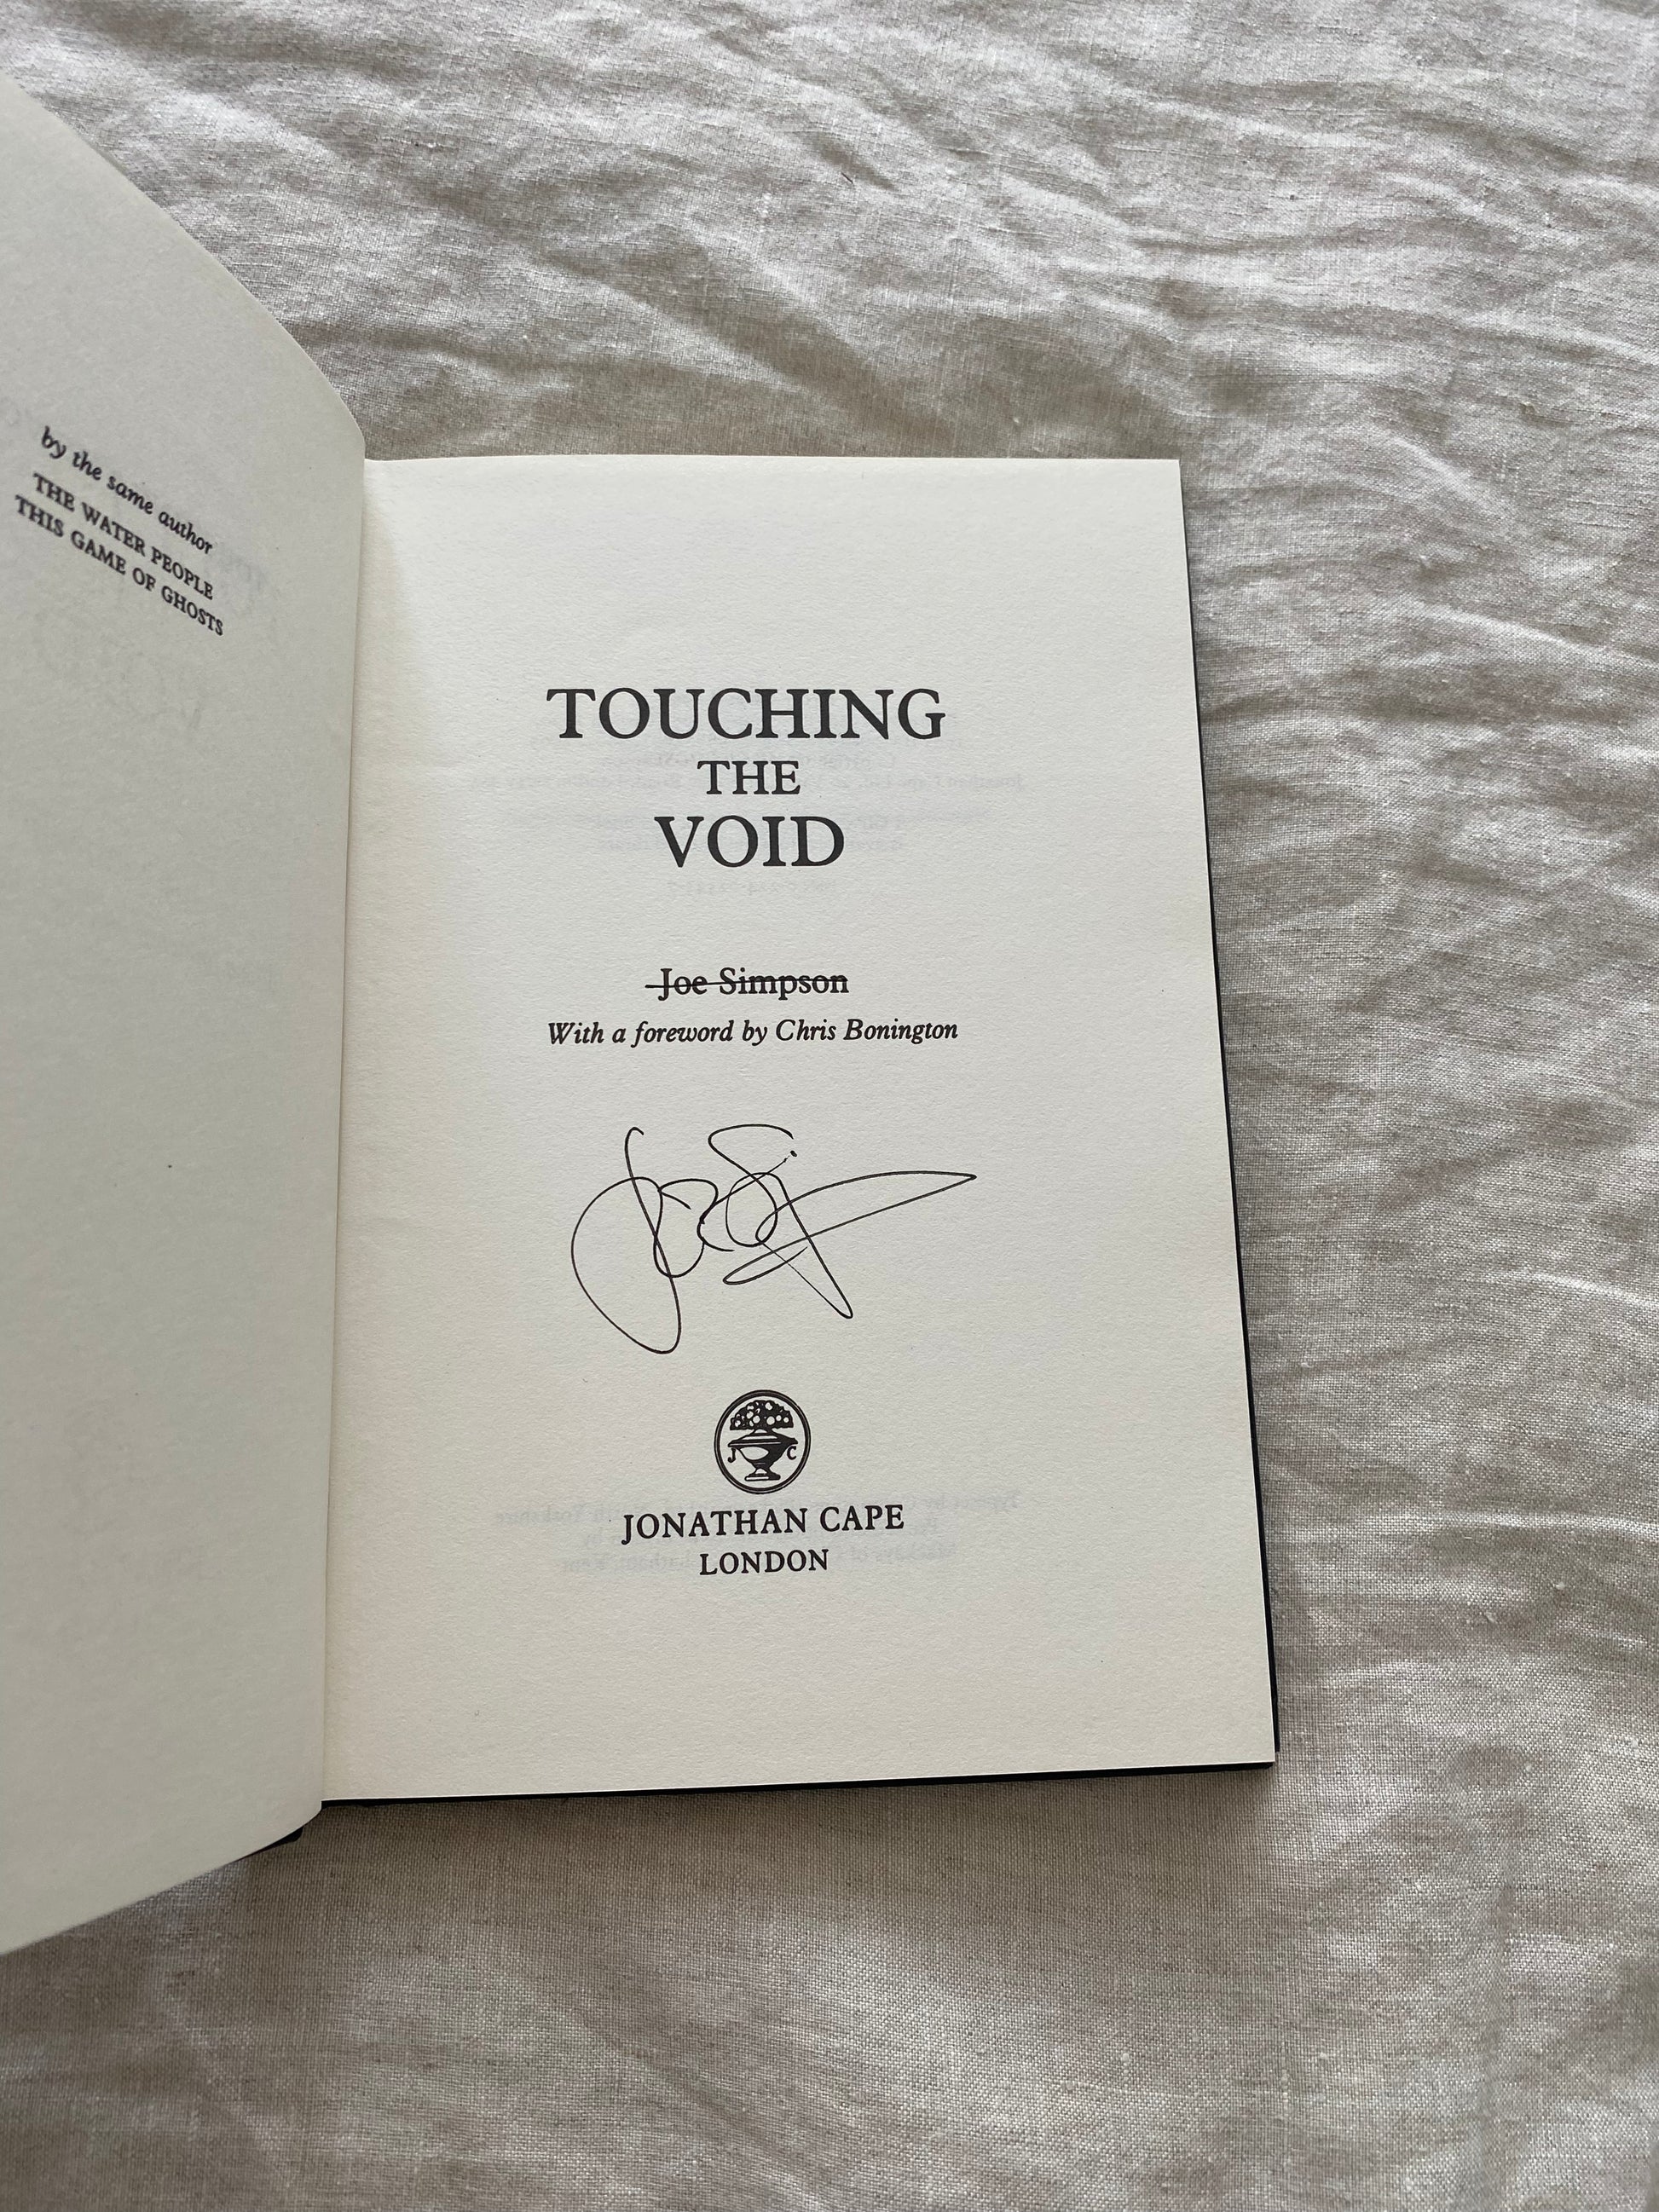 by the same author
THE WATER PEOPLE
THIS GAME OF GHOSTS
TOUCHING
THE
VOID
Joe Simpson
With a foreword by Chris Bonington
J C
JONATHAN CAPE
LONDON